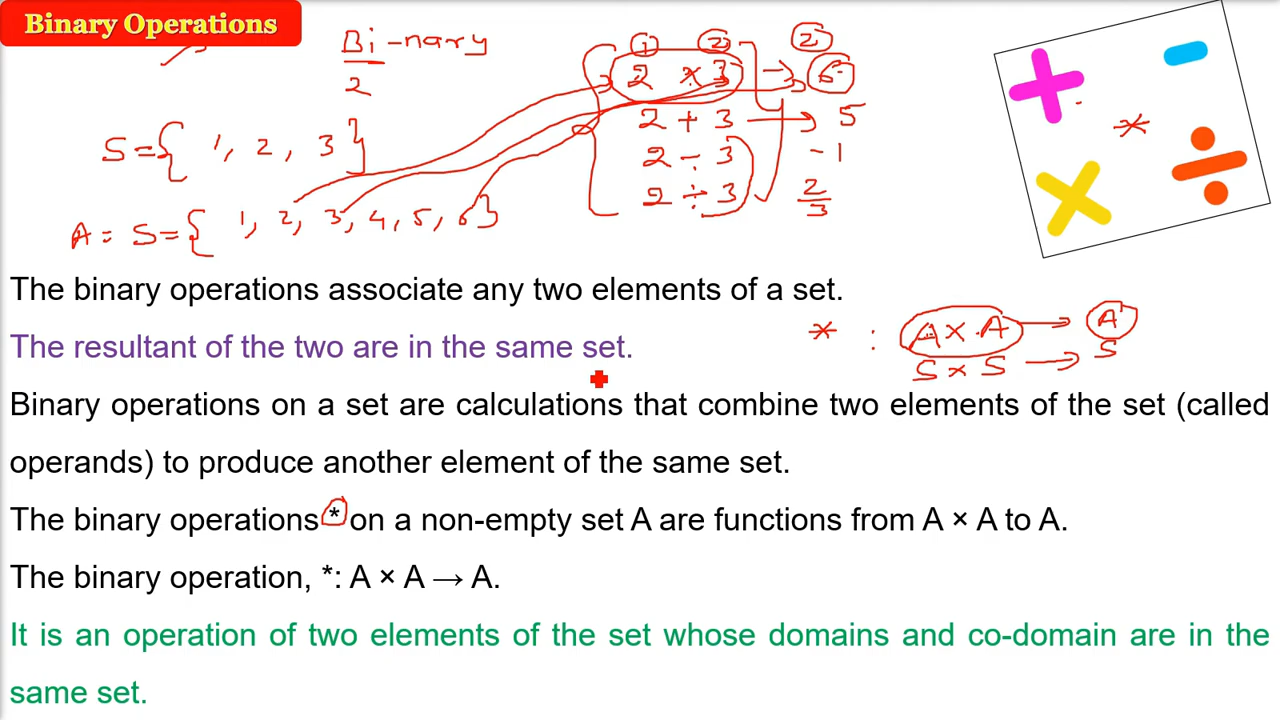 Binary Operations
Bi-nary
2
① ② ②
2 × 3 → 6
2 + 3 → 5
2 ÷ 3 -1
2 ÷ 3 2/3
S = { 1, 2, 3 }
A = S = { 1, 2, 3, 4, 5, 6 }
*
The binary operations associate any two elements of a set.
* : A × A → A
The resultant of the two are in the same set.
S × S → S
Binary operations on a set are calculations that combine two elements of the set (called
operands) to produce another element of the same set.
The binary operations * on a non-empty set A are functions from A × A to A.
The binary operation, *: A × A → A.
It is an operation of two elements of the set whose domains and co-domain are in the
same set.